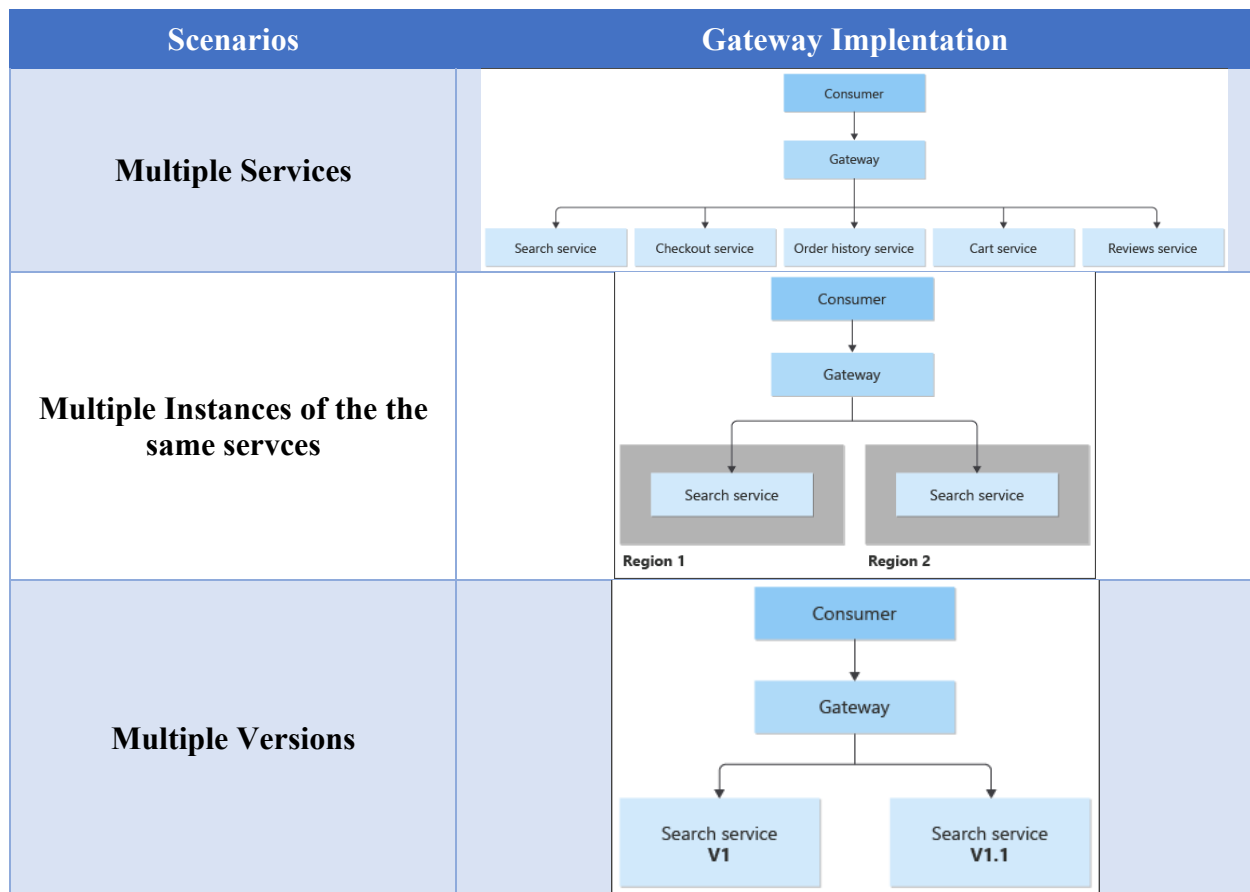 Scenarios
Gateway Implentation
Multiple Services
Consumer
Gateway
Search service
Checkout service
Order history service
Cart service
Reviews service
Multiple Instances of the the
same servces
Consumer
Gateway
Search service
Search service
Region 1
Region 2
Multiple Versions
Consumer
Gateway
Search service
V1
Search service
V1.1